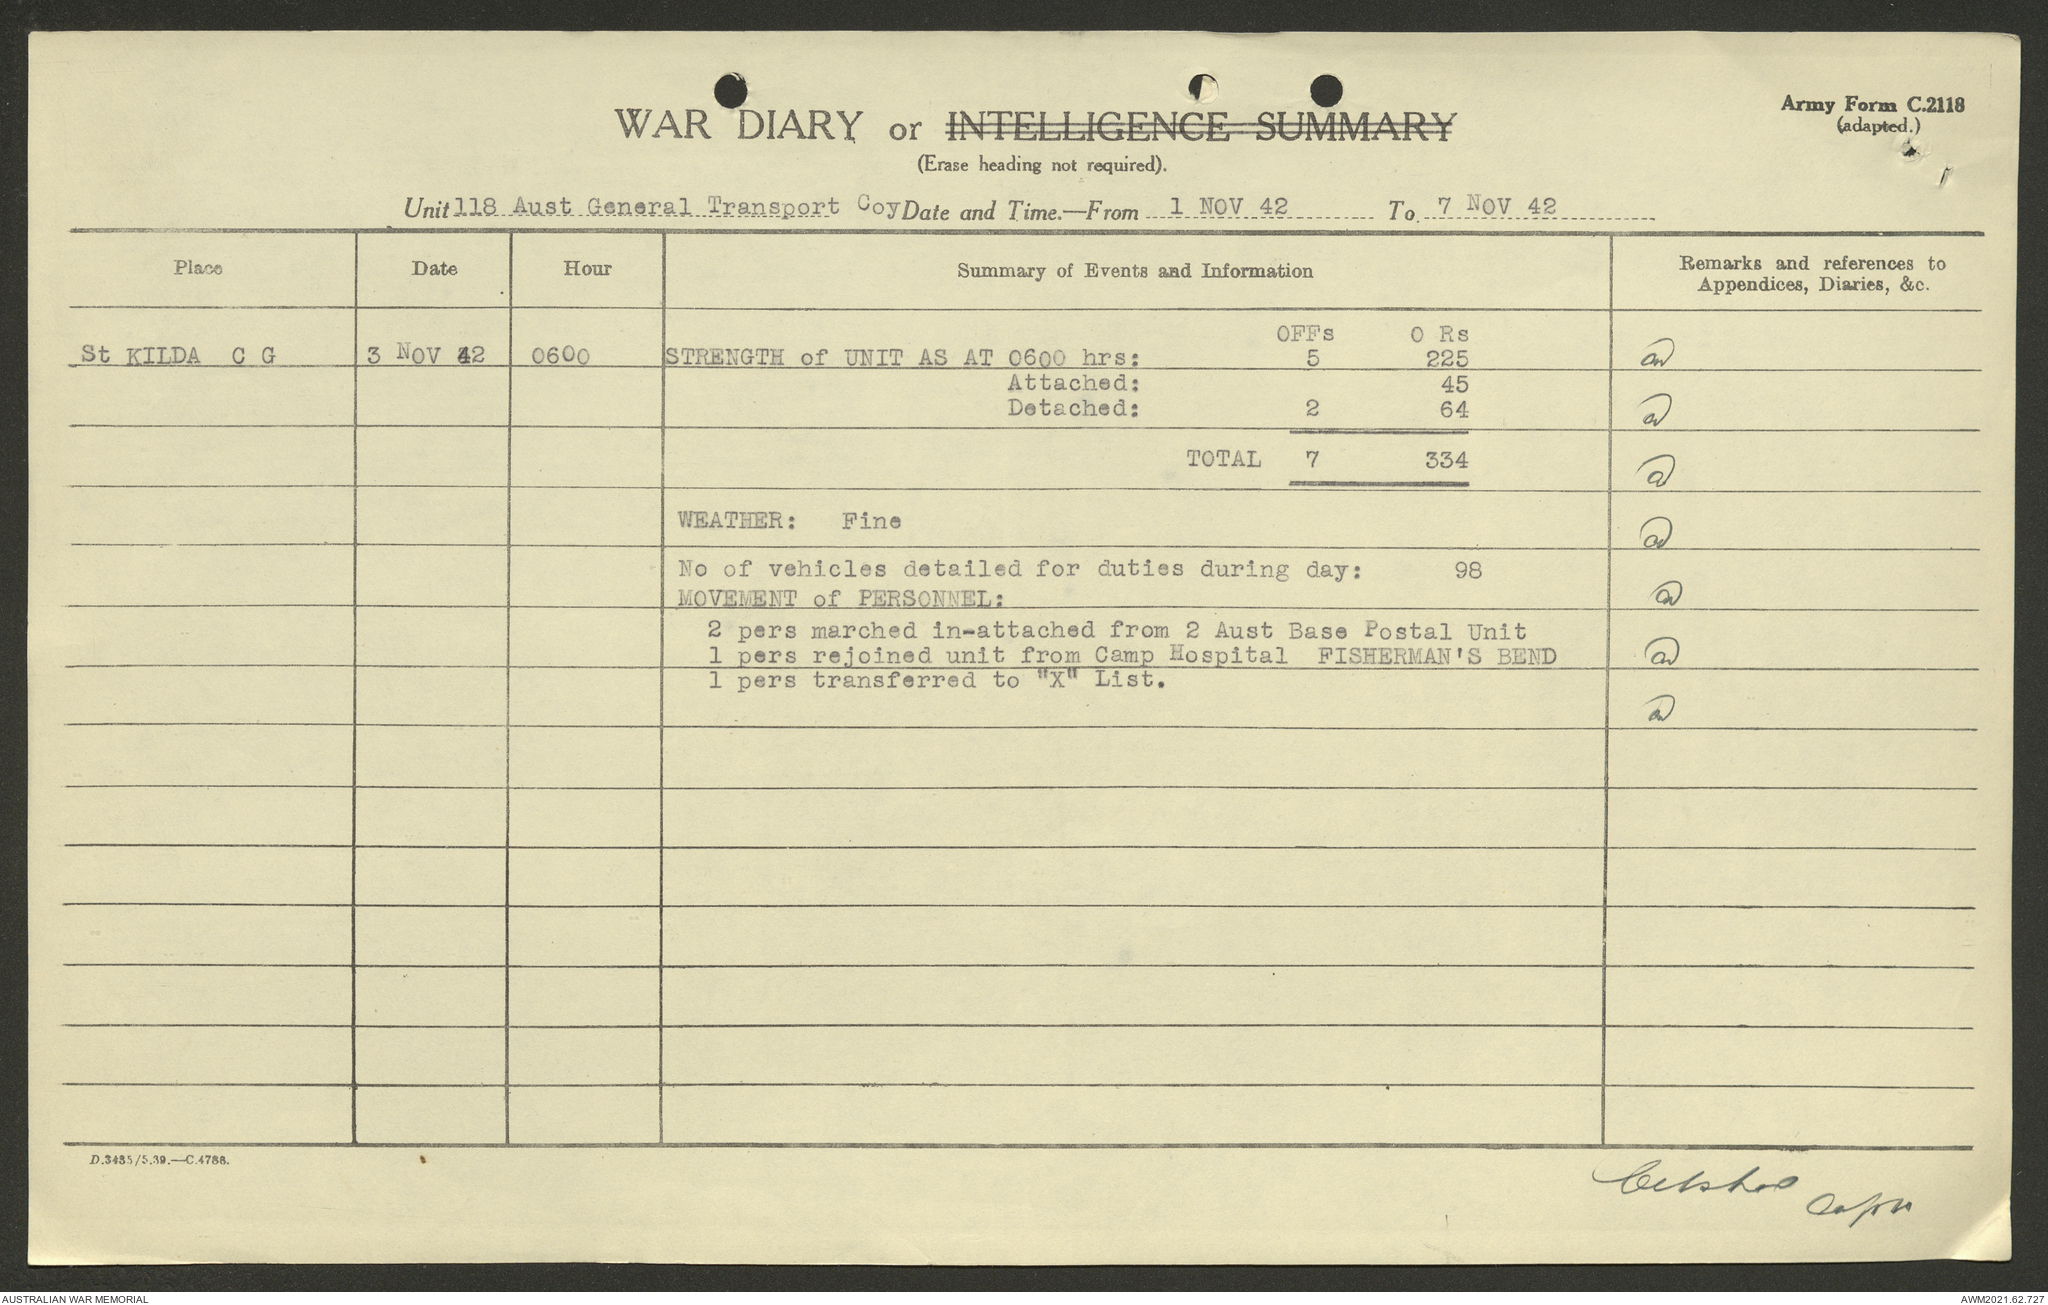 Army Form C.2118
(adapted.)
WAR DIARY or INTELLIGENCE SUMMARY
(Erase heading not required).
Unit 118 Aust General Transport Coy Date and Time.—From 1 NOV 42 To 7 NOV 42
Place Date Hour Summary of Events and Information Remarks and references to
Appendices, Diaries, &c.
OFFs O Rs
St KILDA C G 3 NOV 42 0600 STRENGTH of UNIT AS AT 0600 hrs: 5 225
Attached: 45
Detached: 2 64
TOTAL 7 334
WEATHER: Fine
No of vehicles detailed for duties during day: 98
MOVEMENT of PERSONNEL:
2 pers marched in-attached from 2 Aust Base Postal Unit
1 pers rejoined unit from Camp Hospital FISHERMAN'S BEND
1 pers transferred to "X" List.
D.3435/5.39.—C.4788.
Capt
AUSTRALIAN WAR MEMORIAL AWM2021.62.727